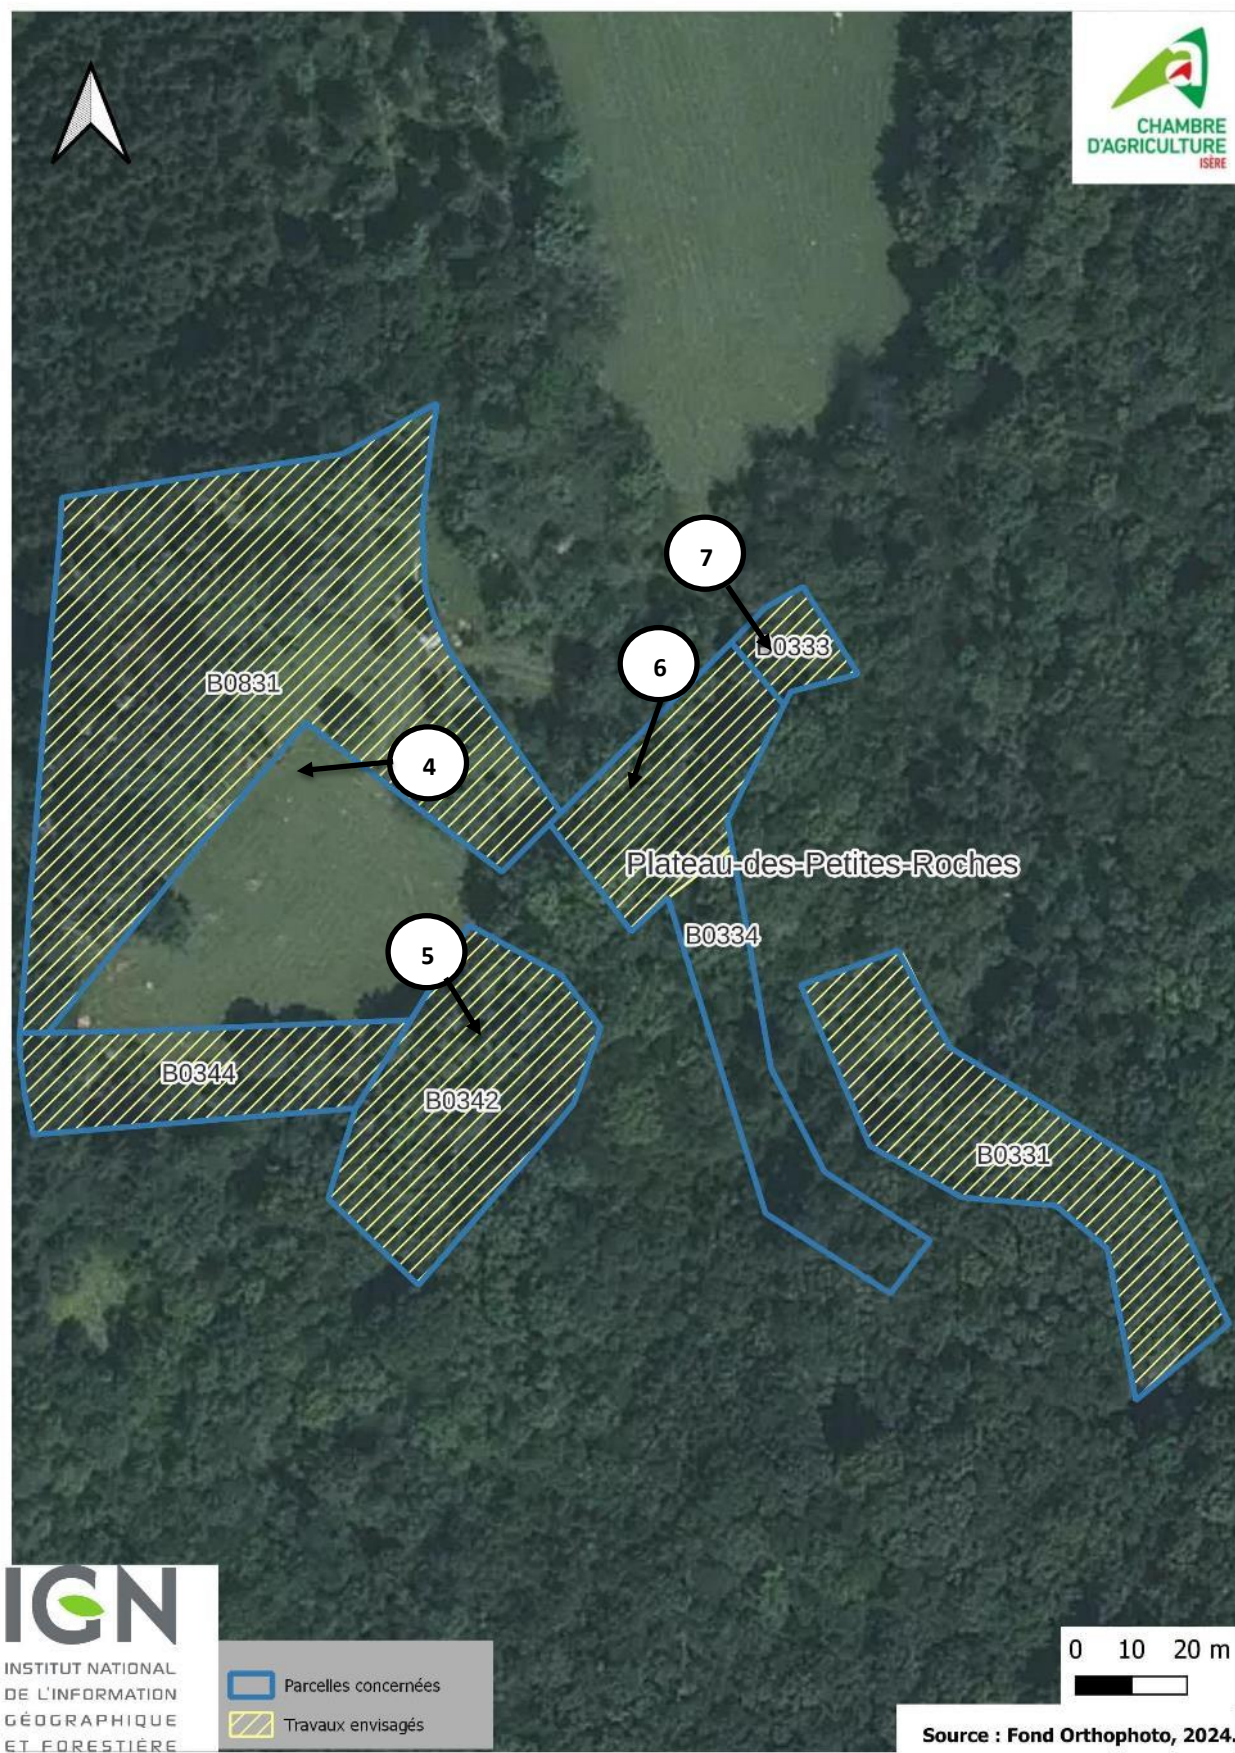 CHAMBRE
D'AGRICULTURE
ISÈRE
7
B0333
6
B0831
4
Plateau-des-Petites-Roches
B0334
5
B0344
B0342
B0331
IGN
INSTITUT NATIONAL
DE L'INFORMATION
GÉOGRAPHIQUE
ET FORESTIÈRE
Parcelles concernées
Travaux envisagés
0 10 20 m
Source : Fond Orthophoto, 2024.